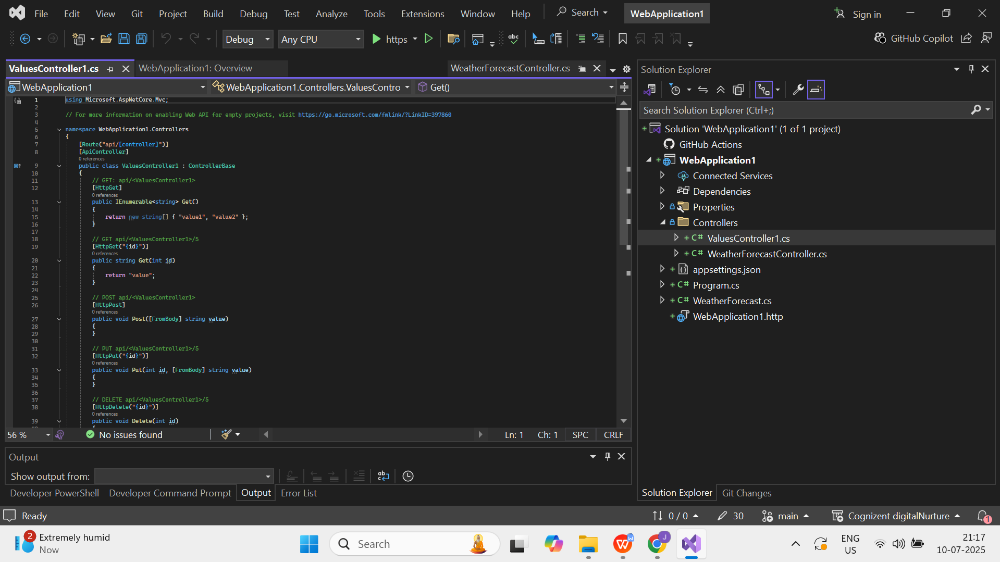 File Edit View Git Project Build Debug Test Analyze Tools Extensions Window Help Search WebApplication1 Sign in
Debug Any CPU https abc GitHub Copilot
ValuesController1.cs WebApplication1: Overview WeatherForecastController.cs
WebApplication1 WebApplication1.Controllers.ValuesContro Get()
1 using Microsoft.AspNetCore.Mvc;
2
3 // For more information on enabling Web API for empty projects, visit https://go.microsoft.com/fwlink/?LinkID=397860
4
5 namespace WebApplication1.Controllers
6 {
7 [Route("api/[controller]")]
8 [ApiController]
0 references
9 public class ValuesController1 : ControllerBase
10 {
11 // GET: api/<ValuesController1>
12 [HttpGet]
0 references
13 public IEnumerable<string> Get()
14 {
15 return new string[] { "value1", "value2" };
16 }
17
18 // GET api/<ValuesController1>/5
19 [HttpGet("{id}")]
0 references
20 public string Get(int id)
21 {
22 return "value";
23 }
24
25 // POST api/<ValuesController1>
26 [HttpPost]
0 references
27 public void Post([FromBody] string value)
28 {
29 }
30
31 // PUT api/<ValuesController1>/5
32 [HttpPut("{id}")]
0 references
33 public void Put(int id, [FromBody] string value)
34 {
35 }
36
37 // DELETE api/<ValuesController1>/5
38 [HttpDelete("{id}")]
0 references
39 public void Delete(int id)
56 % No issues found Ln: 1 Ch: 1 SPC CRLF
Output
Show output from:
Developer PowerShell Developer Command Prompt Output Error List
Solution Explorer
Search Solution Explorer (Ctrl+;)
Solution 'WebApplication1' (1 of 1 project)
GitHub Actions
WebApplication1
Connected Services
Dependencies
Properties
Controllers
C# ValuesController1.cs
C# WeatherForecastController.cs
appsettings.json
C# Program.cs
C# WeatherForecast.cs
WebApplication1.http
Solution Explorer Git Changes
Ready 0 / 0 30 main Cognizent digitalNurture 1
2 Extremely humid
Now
Search
ENG
US
21:17
10-07-2025